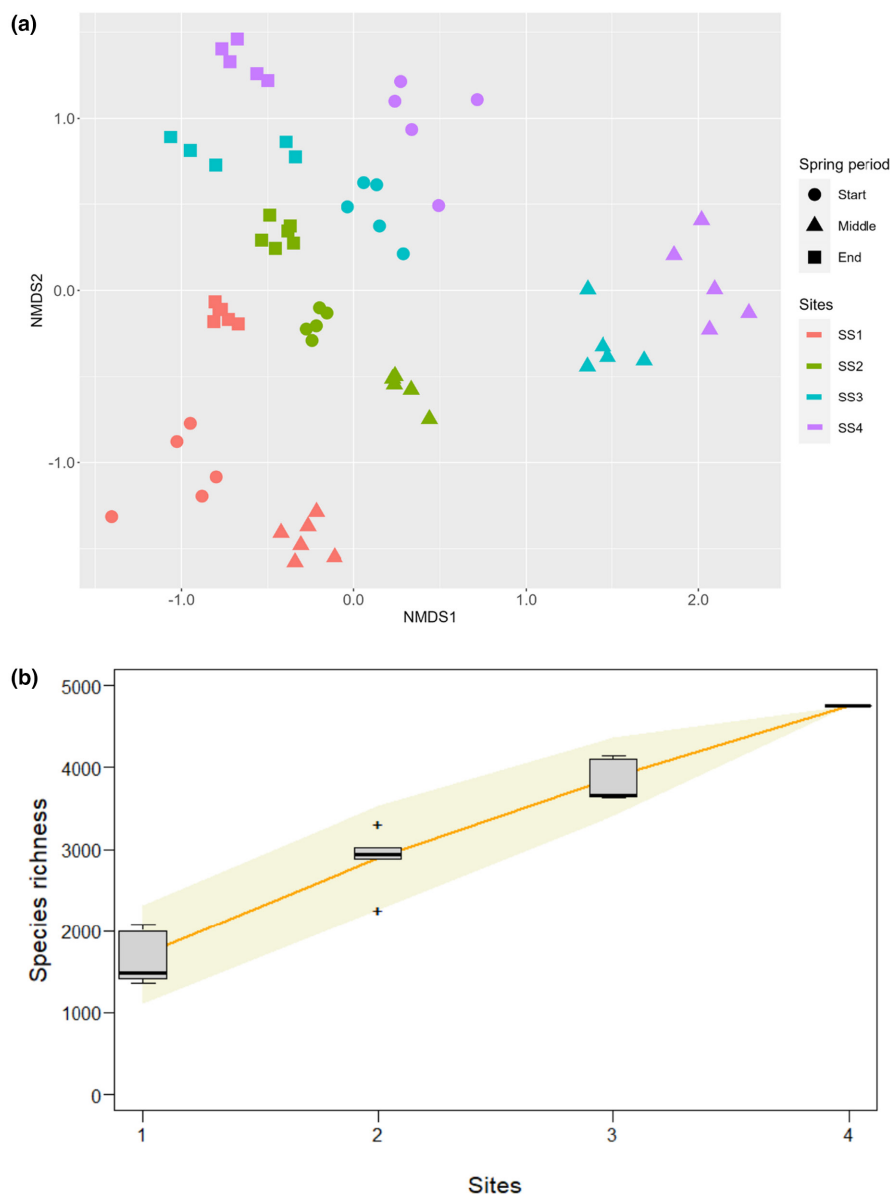 (a)
1.0
0.0
-1.0
NMDS2
-1.0
0.0
1.0
2.0
NMDS1
Spring period
Start
Middle
End
Sites
SS1
SS2
SS3
SS4
(b)
5000
4000
3000
2000
1000
0
Species richness
1
2
3
4
Sites